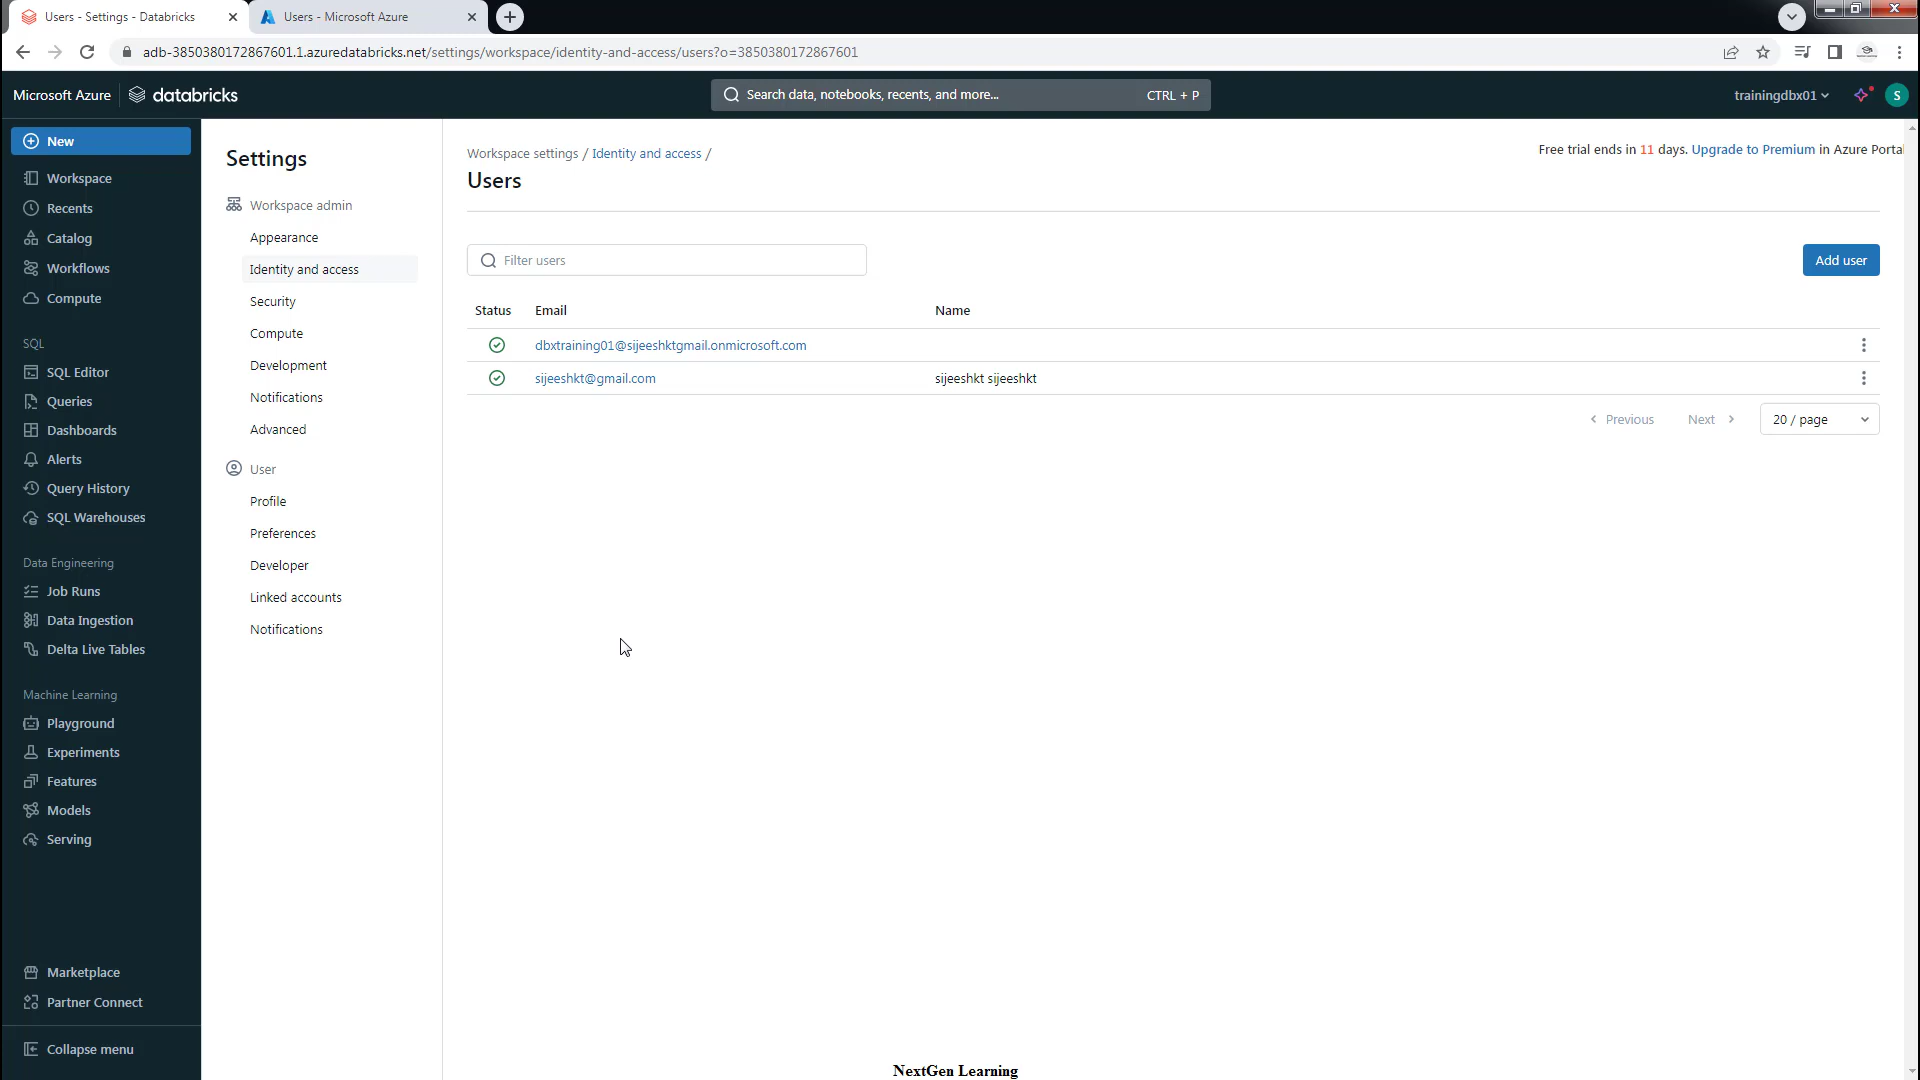 Users - Settings - Databricks
Users - Microsoft Azure
adb-3850380172867601.1.azuredatabricks.net/settings/workspace/identity-and-access/users?o=3850380172867601
Microsoft Azure
databricks
Search data, notebooks, recents, and more...
CTRL + P
trainingdbx01
S
New
Workspace
Recents
Catalog
Workflows
Compute
SQL
SQL Editor
Queries
Dashboards
Alerts
Query History
SQL Warehouses
Data Engineering
Job Runs
Data Ingestion
Delta Live Tables
Machine Learning
Playground
Experiments
Features
Models
Serving
Marketplace
Partner Connect
Collapse menu
Settings
Workspace admin
Appearance
Identity and access
Security
Compute
Development
Notifications
Advanced
User
Profile
Preferences
Developer
Linked accounts
Notifications
Workspace settings / Identity and access /
Free trial ends in 11 days. Upgrade to Premium in Azure Porta
Users
Filter users
Add user
Status Email Name
dbxtraining01@sijeeshktgmail.onmicrosoft.com
sijeeshkt@gmail.com sijeeshkt sijeeshkt
Previous Next 20 / page
NextGen Learning